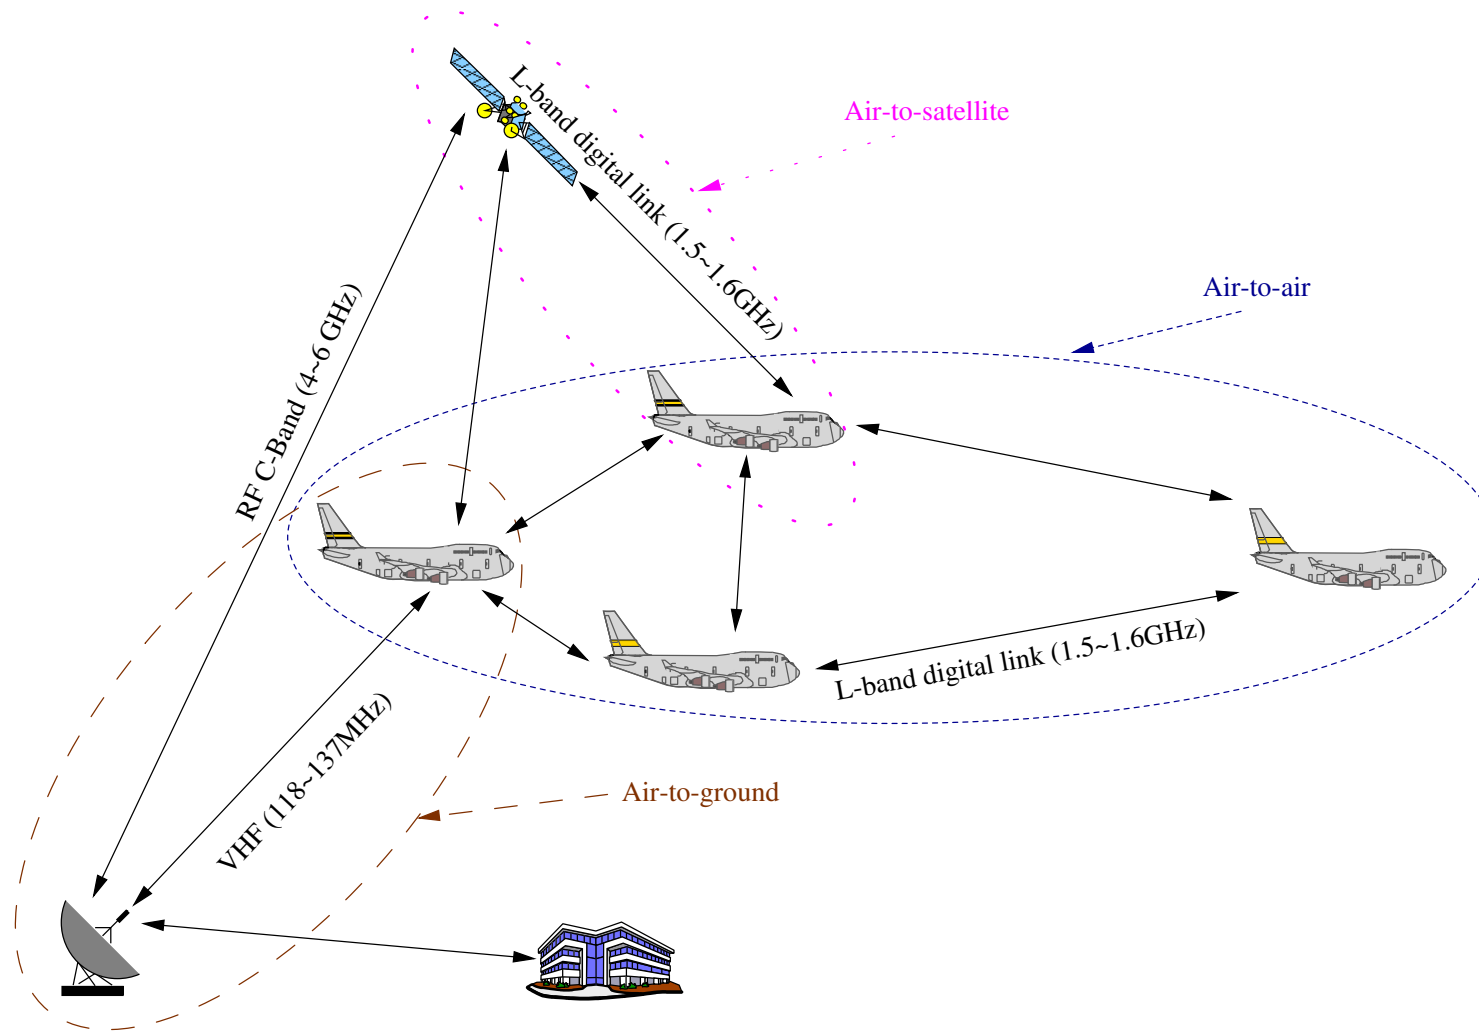 L-band digital link (1.5~1.6GHz)
Air-to-satellite
Air-to-air
RF C-Band (4~6 GHz)
L-band digital link (1.5~1.6GHz)
VHF (118~137MHz)
Air-to-ground